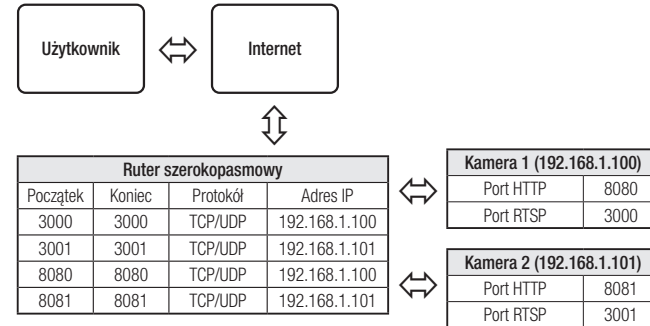 Użytkownik
Internet
Ruter szerokopasmowy
Początek Koniec Protokół Adres IP
3000 3000 TCP/UDP 192.168.1.100
3001 3001 TCP/UDP 192.168.1.101
8080 8080 TCP/UDP 192.168.1.100
8081 8081 TCP/UDP 192.168.1.101
Kamera 1 (192.168.1.100)
Port HTTP 8080
Port RTSP 3000
Kamera 2 (192.168.1.101)
Port HTTP 8081
Port RTSP 3001